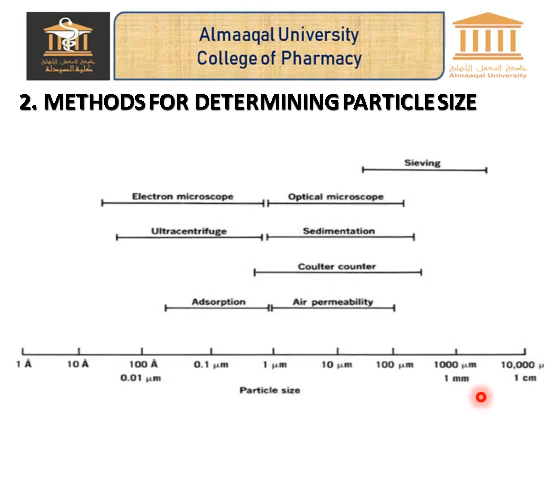 Almaaqal University
College of Pharmacy
Almaaqal University
2. METHODS FOR DETERMINING PARTICLE SIZE
Sieving
Electron microscope
Optical microscope
Ultracentrifuge
Sedimentation
Coulter counter
Adsorption
Air permeability
1 Å
10 Å
100 Å
0.1 μm
1 μm
10 μm
100 μm
1000 μm
10,000 μ
0.01 μm
1 mm
1 cm
Particle size